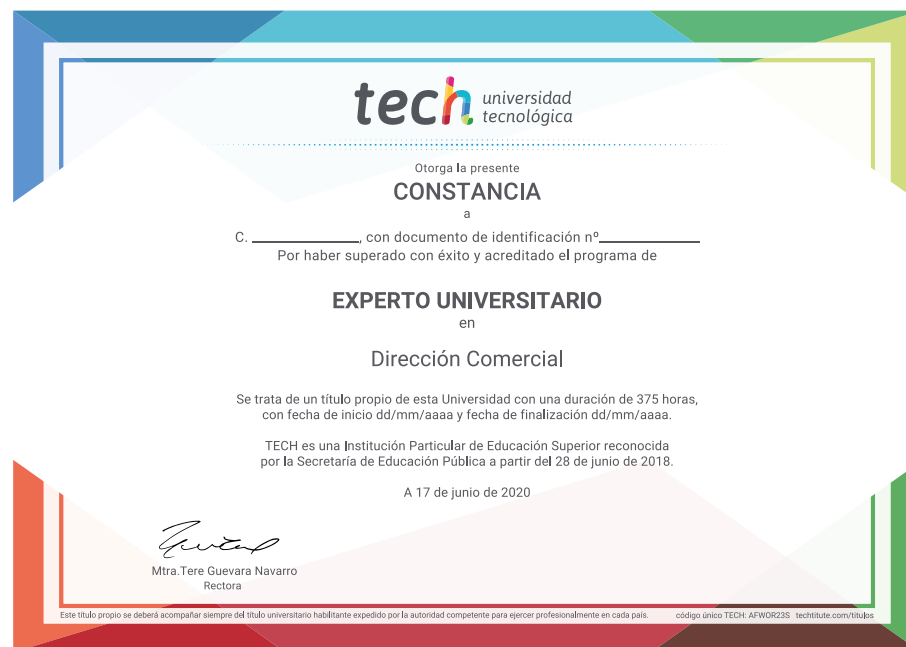 tech universidad
tecnológica
Otorga la presente
CONSTANCIA
a
C. ______________, con documento de identificación nº_____________
Por haber superado con éxito y acreditado el programa de
EXPERTO UNIVERSITARIO
en
Dirección Comercial
Se trata de un título propio de esta Universidad con una duración de 375 horas,
con fecha de inicio dd/mm/aaaa y fecha de finalización dd/mm/aaaa.
TECH es una Institución Particular de Educación Superior reconocida
por la Secretaría de Educación Pública a partir del 28 de junio de 2018.
A 17 de junio de 2020
Mtra.Tere Guevara Navarro
Rectora
Este título propio se deberá acompañar siempre del título universitario habilitante expedido por la autoridad competente para ejercer profesionalmente en cada país. código único TECH: AFWOR23S techtitute.com/titulos